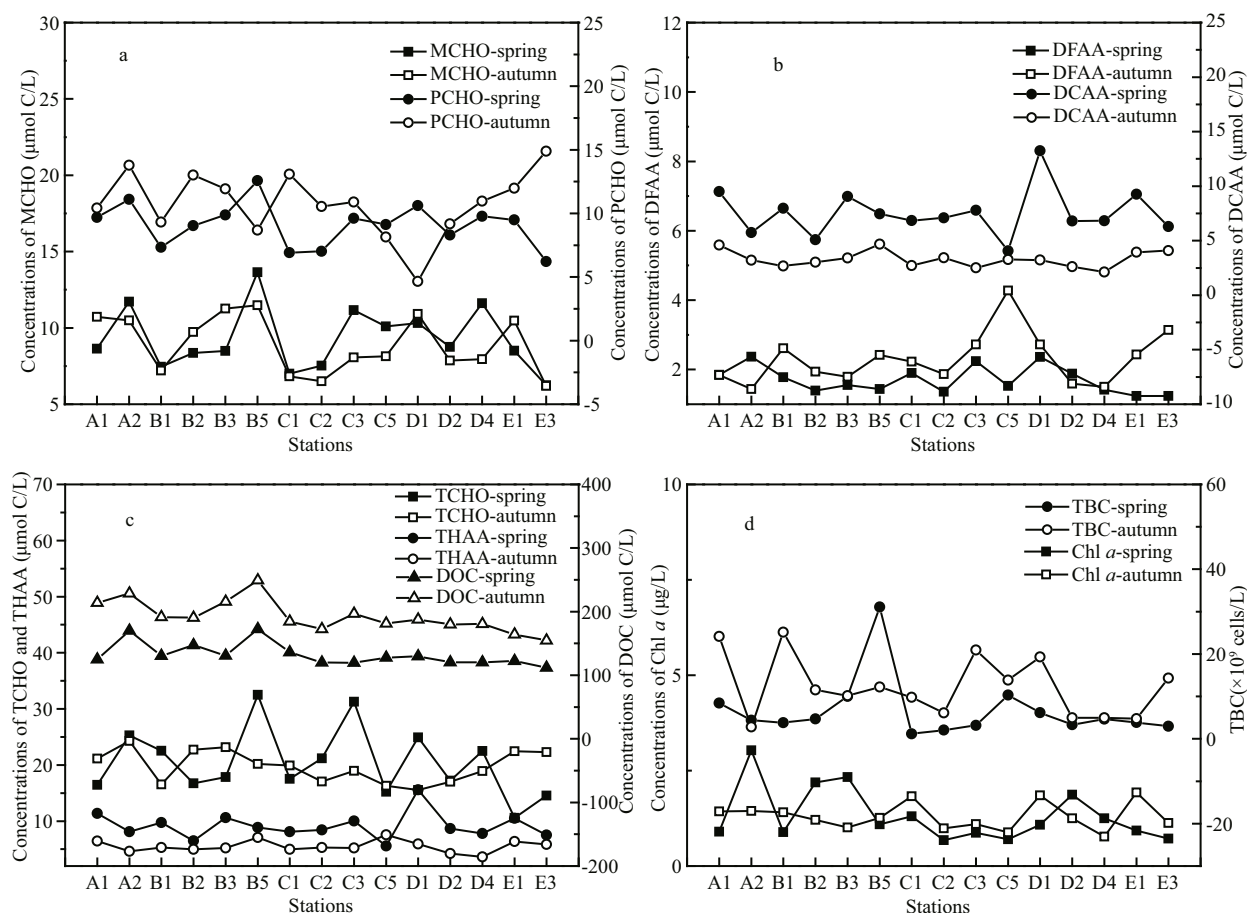 a
MCHO-spring
MCHO-autumn
PCHO-spring
PCHO-autumn
Concentrations of MCHO (μmol C/L)
30
25
20
15
10
5
Concentrations of PCHO (μmol C/L)
25
20
15
10
5
0
-5
A1 A2 B1 B2 B3 B5 C1 C2 C3 C5 D1 D2 D4 E1 E3
Stations
b
DFAA-spring
DFAA-autumn
DCAA-spring
DCAA-autumn
Concentrations of DFAA (μmol C/L)
12
10
8
6
4
2
Concentrations of DCAA (μmol C/L)
25
20
15
10
5
0
-5
-10
A1 A2 B1 B2 B3 B5 C1 C2 C3 C5 D1 D2 D4 E1 E3
Stations
c
TCHO-spring
TCHO-autumn
THAA-spring
THAA-autumn
DOC-spring
DOC-autumn
Concentrations of TCHO and THAA (μmol C/L)
70
60
50
40
30
20
10
Concentrations of DOC (μmol C/L)
400
300
200
100
0
-100
-200
A1 A2 B1 B2 B3 B5 C1 C2 C3 C5 D1 D2 D4 E1 E3
Stations
d
TBC-spring
TBC-autumn
Chl a-spring
Chl a-autumn
Concentrations of Chl a (μg/L)
10
5
0
TBC(×10⁹ cells/L)
60
40
20
0
-20
A1 A2 B1 B2 B3 B5 C1 C2 C3 C5 D1 D2 D4 E1 E3
Stations